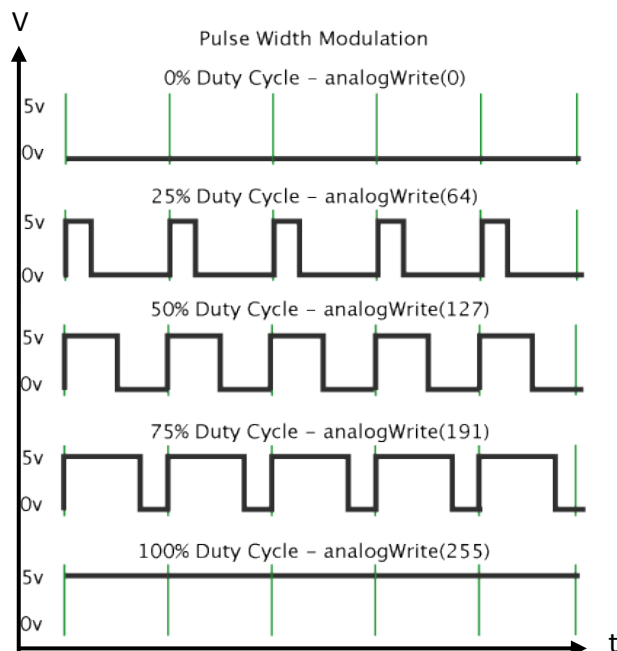 V
Pulse Width Modulation
0% Duty Cycle – analogWrite(0)
5v
0v
25% Duty Cycle – analogWrite(64)
5v
0v
50% Duty Cycle – analogWrite(127)
5v
0v
75% Duty Cycle – analogWrite(191)
5v
0v
100% Duty Cycle – analogWrite(255)
5v
0v
t